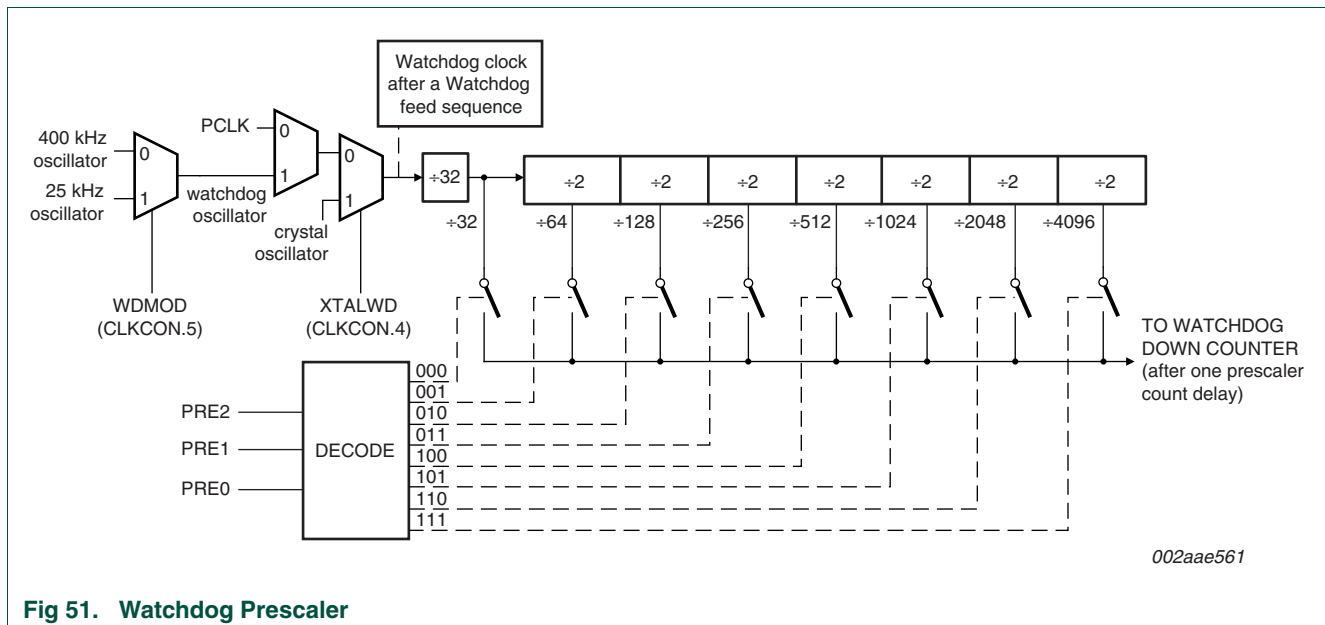 Watchdog clock
after a Watchdog
feed sequence
PCLK
0
1
400 kHz
oscillator
0
25 kHz
oscillator
1
watchdog
oscillator
0
1
crystal
oscillator
÷32
÷2
÷2
÷2
÷2
÷2
÷2
÷2
÷32
÷64
÷128
÷256
÷512
÷1024
÷2048
÷4096
WDMOD
(CLKCON.5)
XTALWD
(CLKCON.4)
TO WATCHDOG
DOWN COUNTER
(after one prescaler
count delay)
PRE2
PRE1
PRE0
DECODE
000
001
010
011
100
101
110
111
002aae561
Fig 51. Watchdog Prescaler